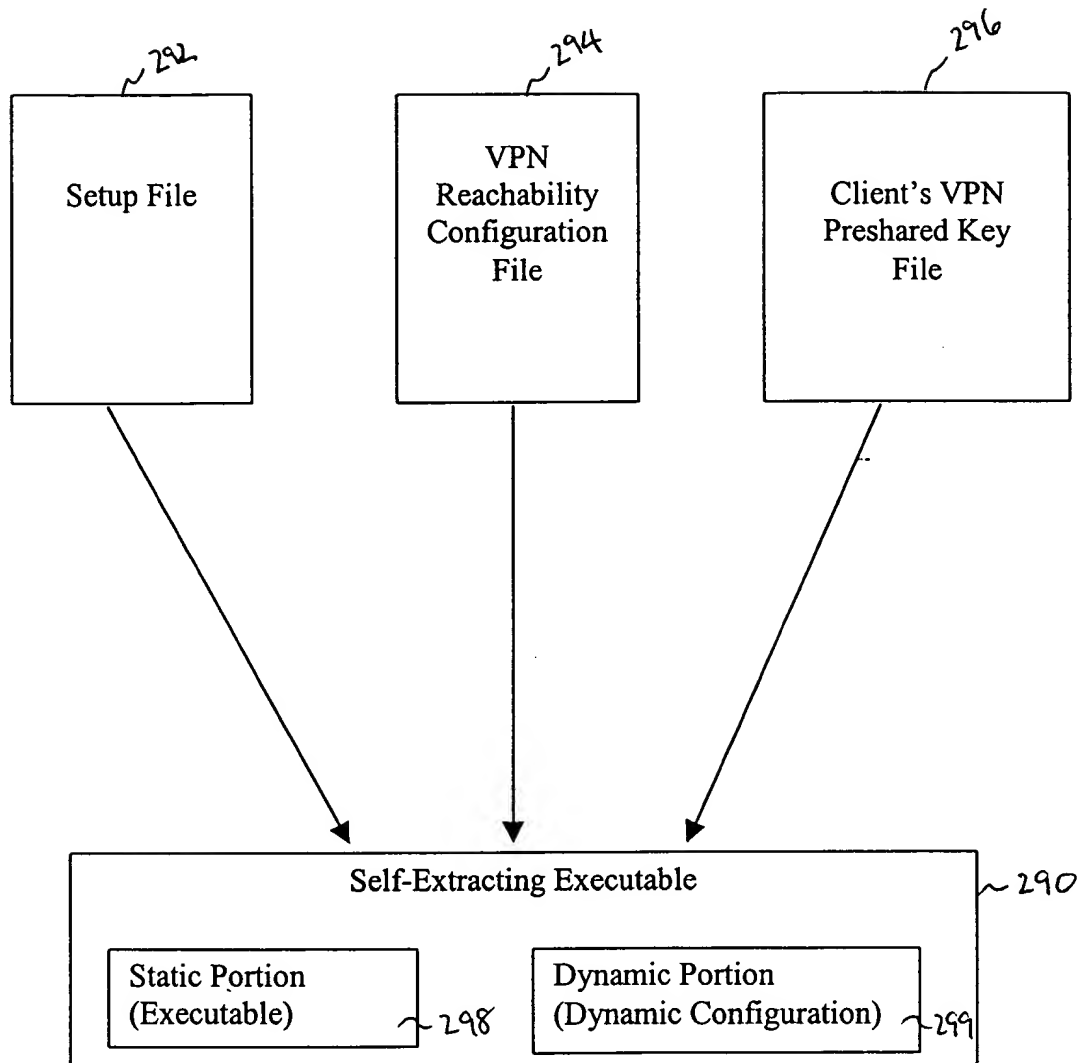 292
294
296
Setup File
VPN
Reachability
Configuration
File
Client's VPN
Preshared Key
File
Self-Extracting Executable
290
Static Portion
(Executable)
298
Dynamic Portion
(Dynamic Configuration)
299